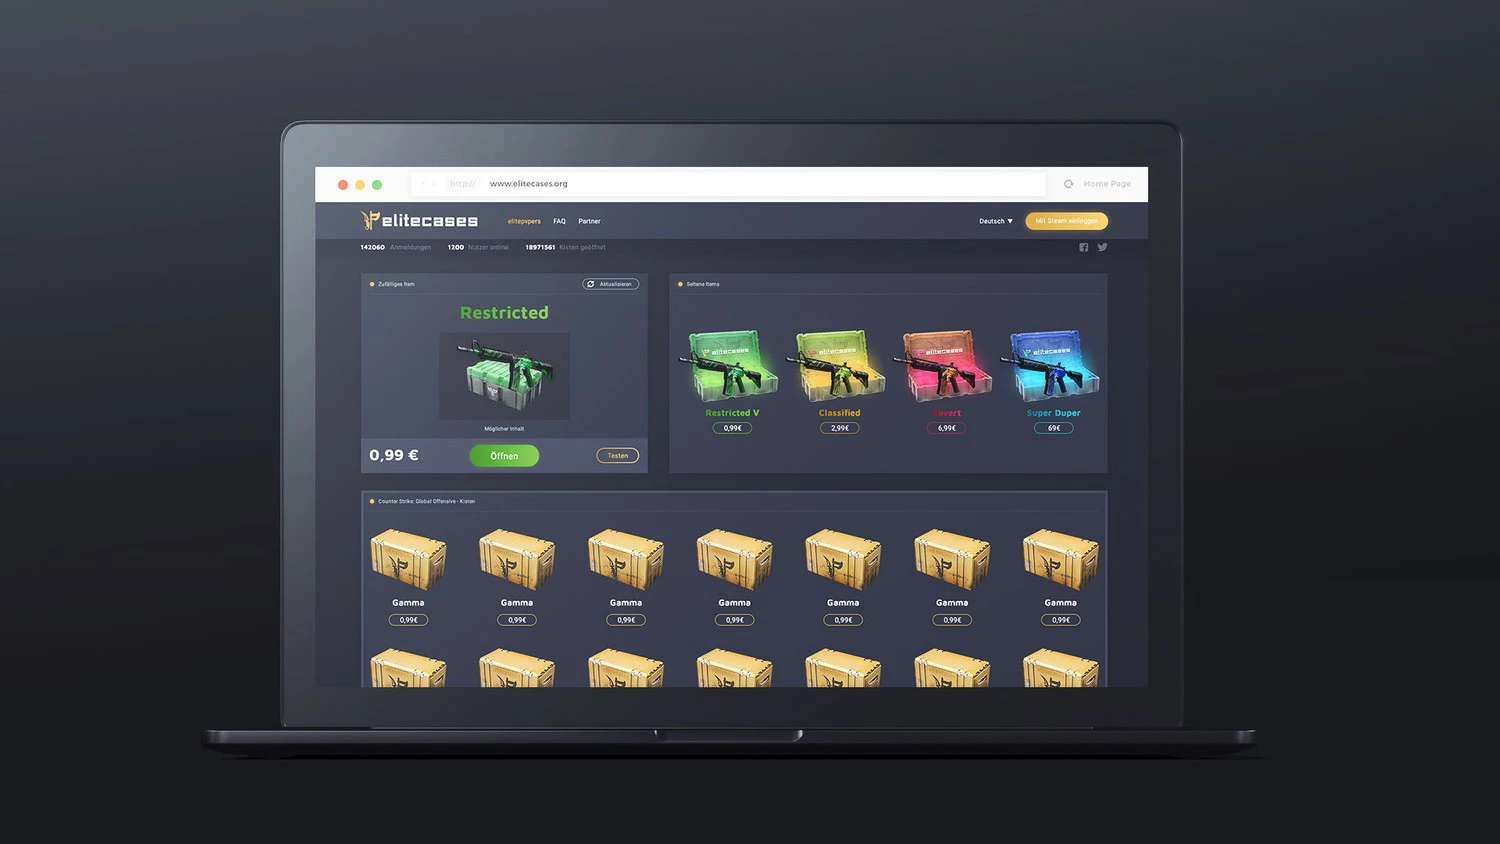 http:// www.elitecases.org Home Page
elitecases elitepvpers FAQ Partner Deutsch ▼ Mit Steam einloggen
142060 Anmeldungen 1200 Nutzer online 18971561 Kisten geöffnet
Zufälliges Item Aktualisieren
Restricted
Möglicher Inhalt
0,99 € Öffnen Testen
Seltene Items
elitecases elitecases elitecases elitecases
Restricted V Classified Covert Super Duper
0,99€ 2,99€ 6,99€ 69€
Counter Strike: Global Offensive - Kisten
Gamma Gamma Gamma Gamma Gamma Gamma Gamma
0,99€ 0,99€ 0,99€ 0,99€ 0,99€ 0,99€ 0,99€